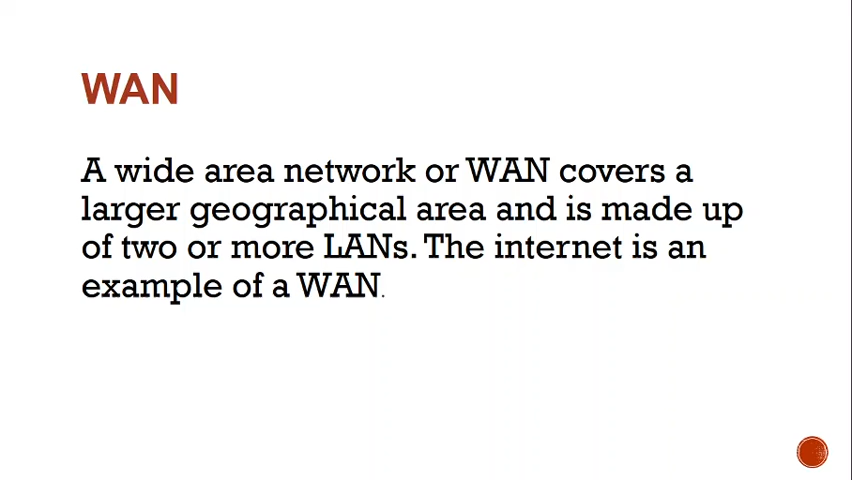 WAN
A wide area network or WAN covers a
larger geographical area and is made up
of two or more LANs. The internet is an
example of a WAN.